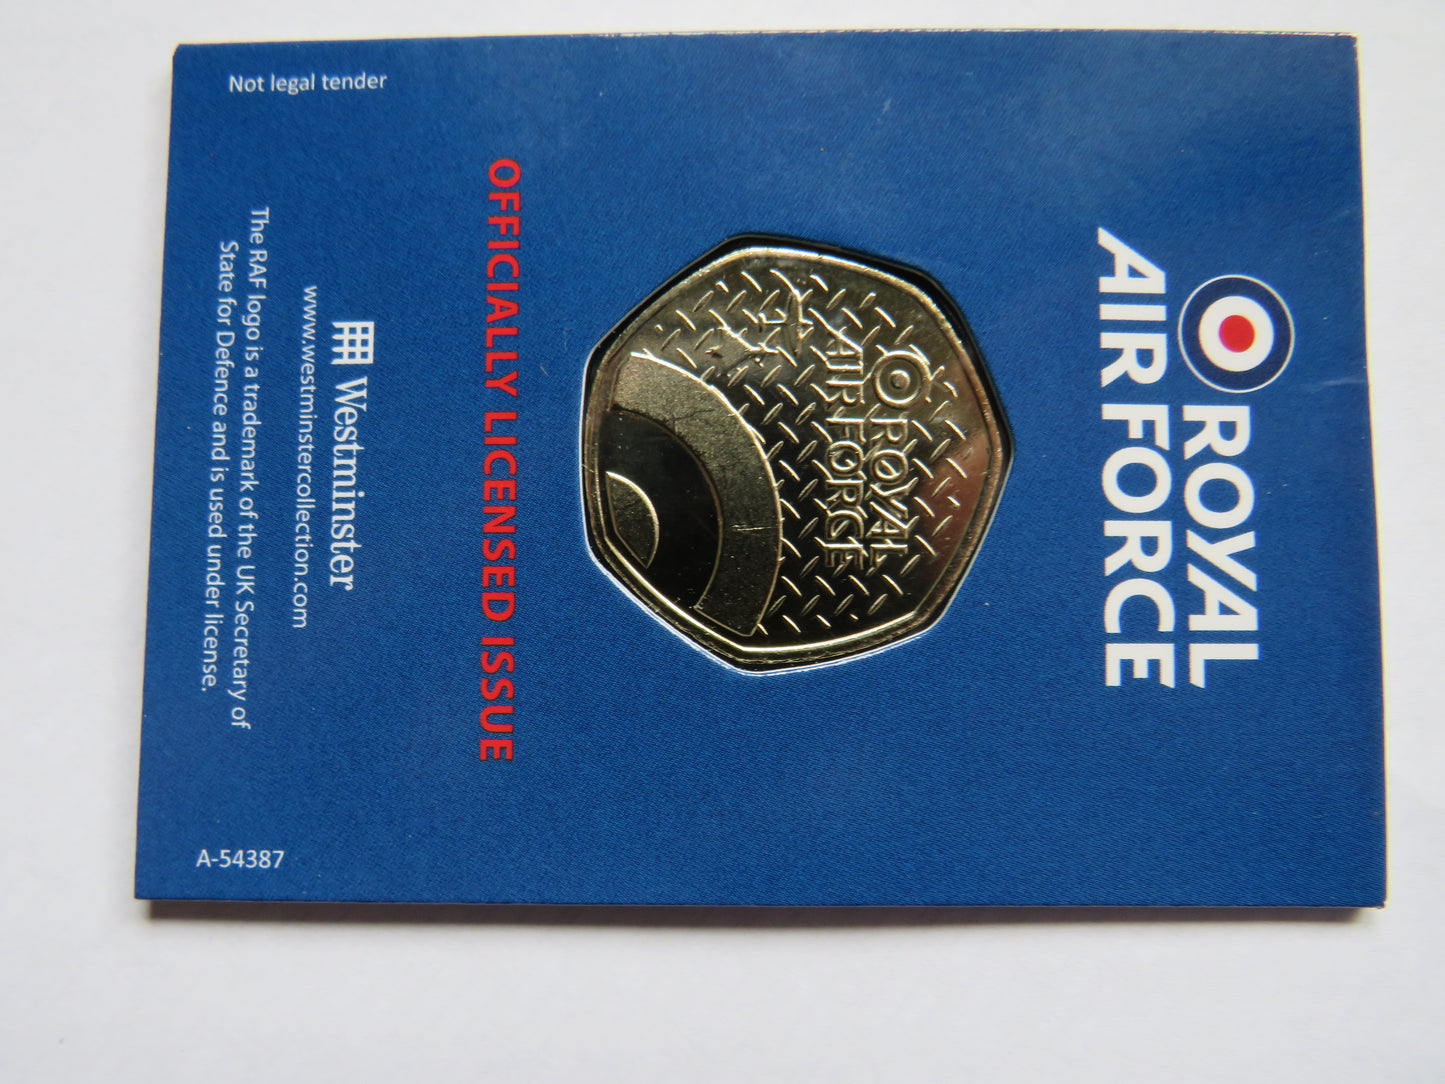 ROYAL
AIR FORCE
ROYAL
AIR FORCE
OFFICIALLY LICENSED ISSUE
Westminster
www.westminstercollection.com
The RAF logo is a trademark of the UK Secretary of
State for Defence and is used under license.
Not legal tender
A-54387